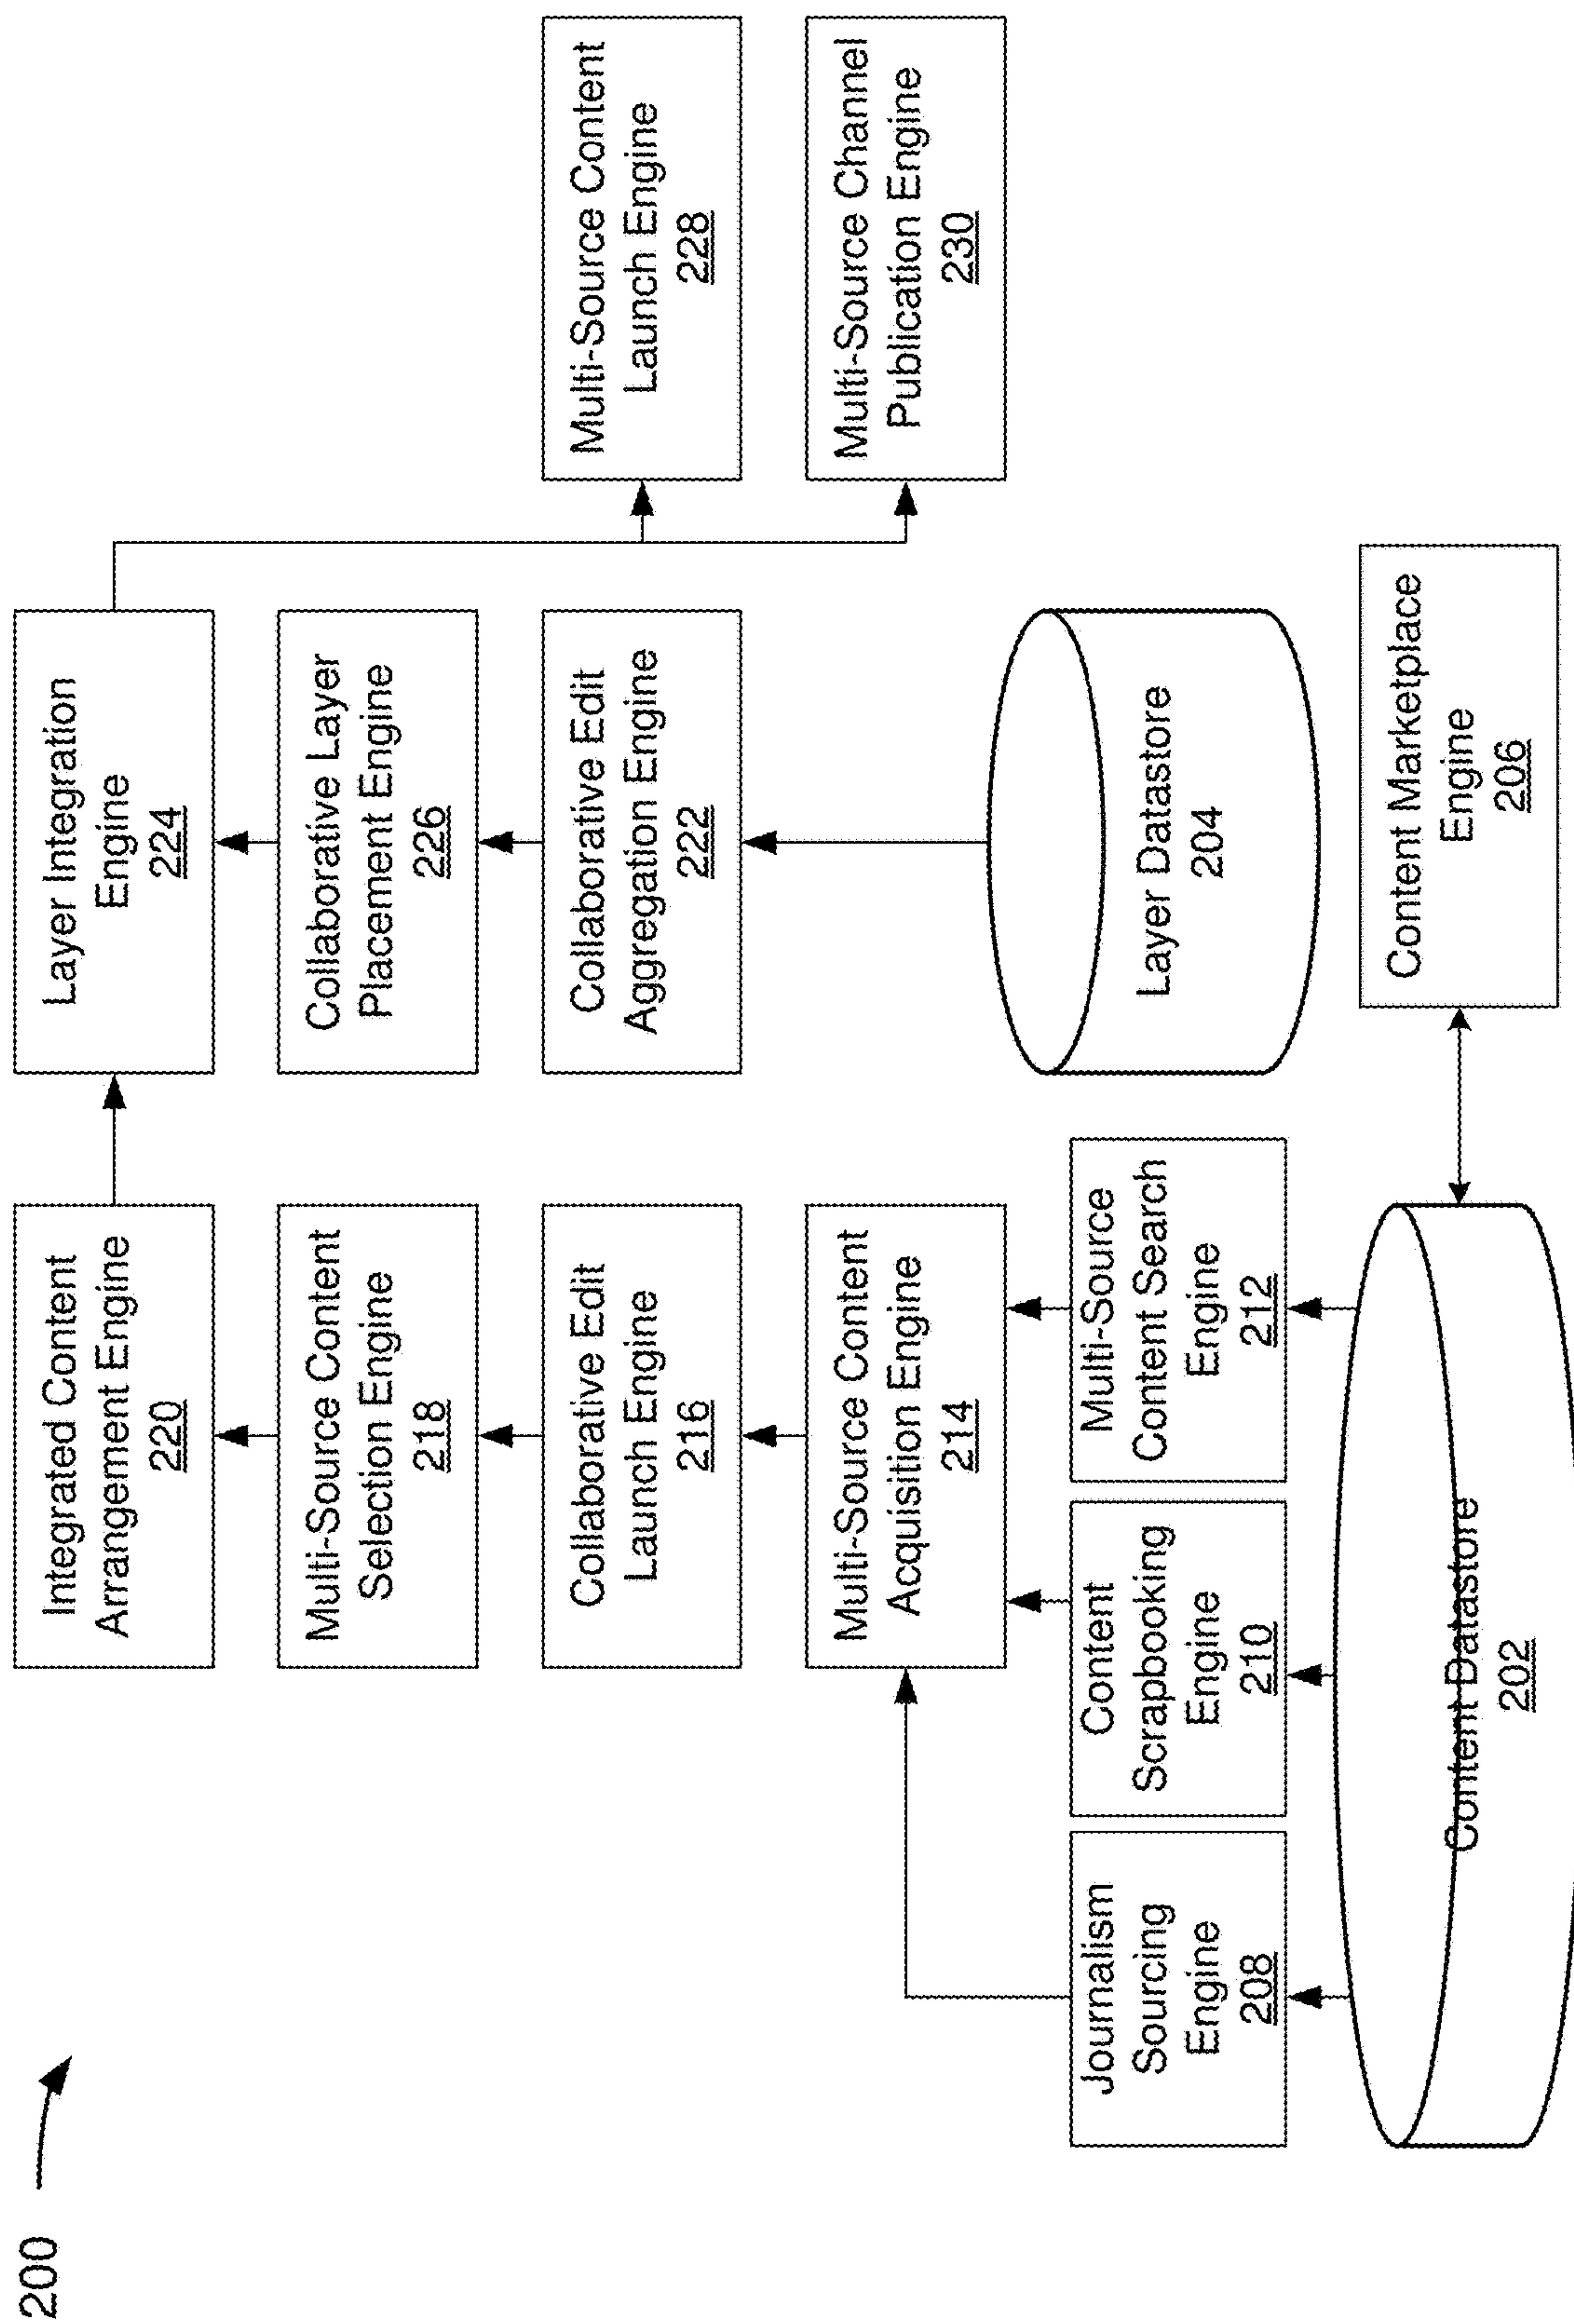 200
Integrated Content
Arrangement Engine
220
Layer Integration
Engine
224
Multi-Source Content
Selection Engine
218
Collaborative Layer
Placement Engine
226
Collaborative Edit
Launch Engine
216
Collaborative Edit
Aggregation Engine
222
Multi-Source Content
Launch Engine
228
Multi-Source Content
Acquisition Engine
214
Multi-Source Channel
Publication Engine
230
Journalism
Sourcing
Engine
208
Content
Scrapbooking
Engine
210
Multi-Source
Content Search
Engine
212
Layer Datastore
204
Content Datastore
202
Content Marketplace
Engine
206